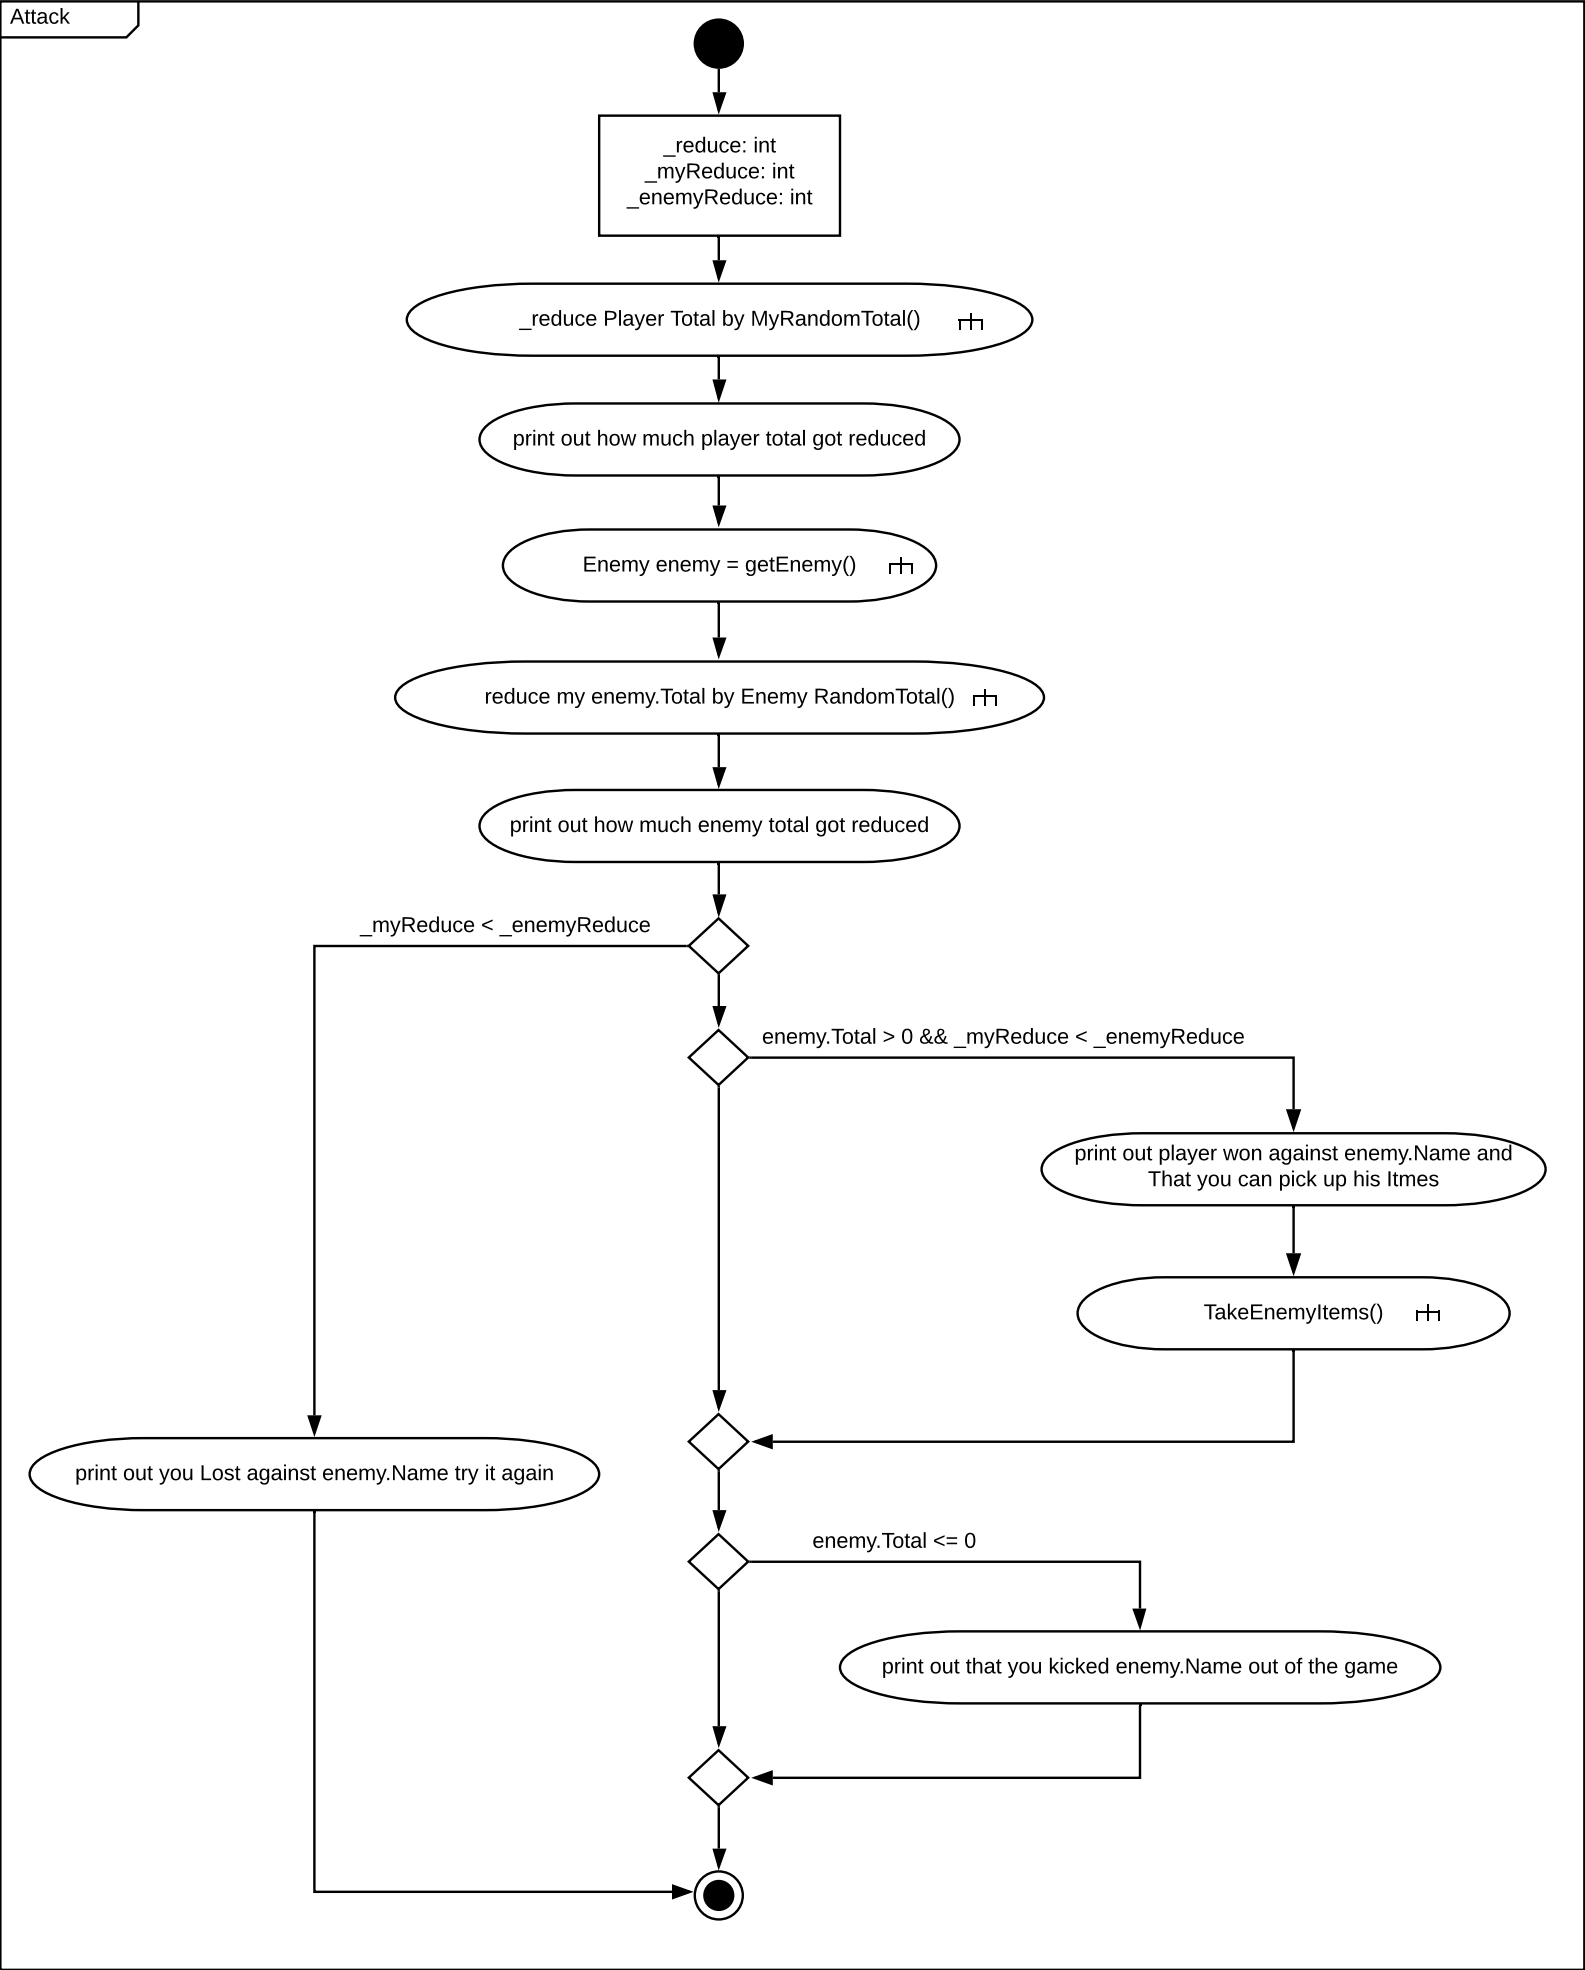 Attack
_reduce: int
_myReduce: int
_enemyReduce: int
_reduce Player Total by MyRandomTotal()
print out how much player total got reduced
Enemy enemy = getEnemy()
reduce my enemy.Total by Enemy RandomTotal()
print out how much enemy total got reduced
_myReduce < _enemyReduce
enemy.Total > 0 && _myReduce < _enemyReduce
print out player won against enemy.Name and
That you can pick up his Itmes
TakeEnemyItems()
print out you Lost against enemy.Name try it again
enemy.Total <= 0
print out that you kicked enemy.Name out of the game